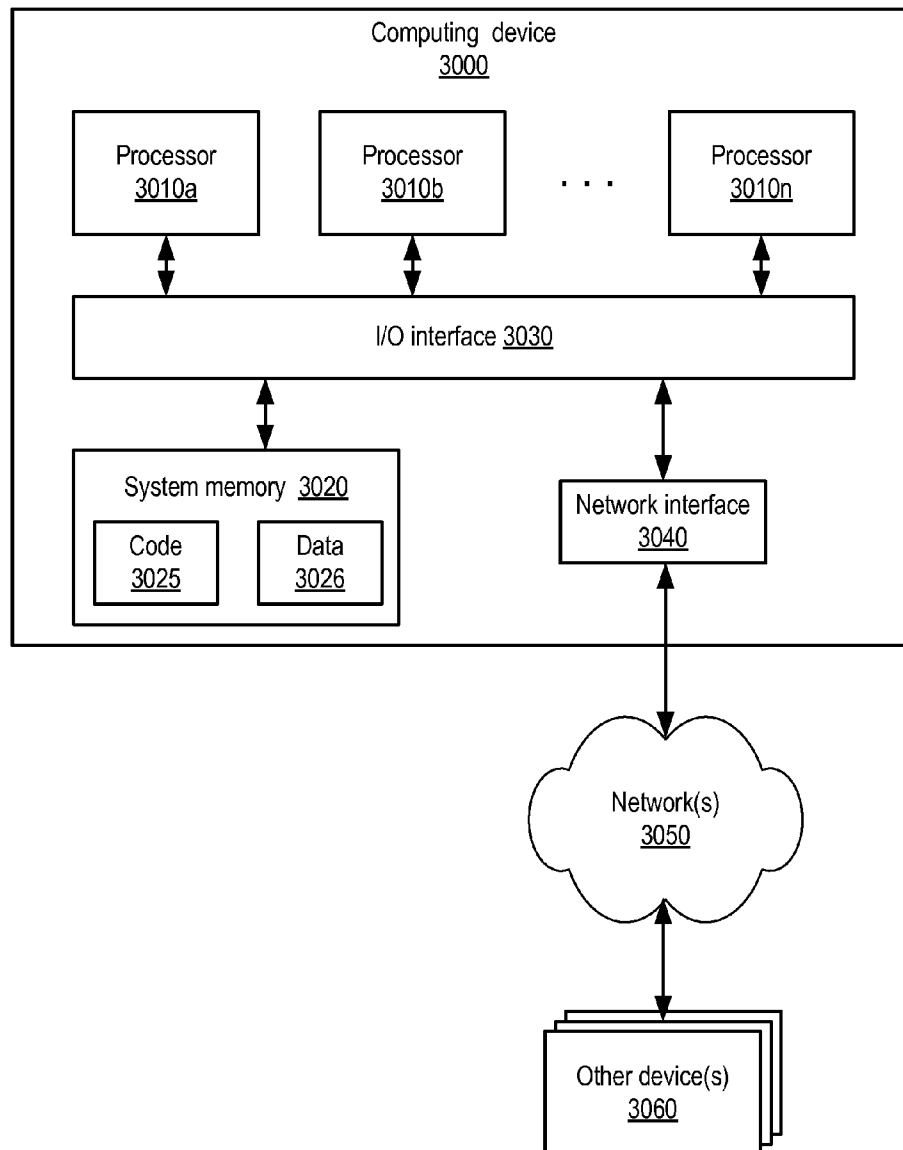 Computing device
3000
Processor
3010a
Processor
3010b
. . .
Processor
3010n
I/O interface 3030
System memory 3020
Code
3025
Data
3026
Network interface
3040
Network(s)
3050
Other device(s)
3060